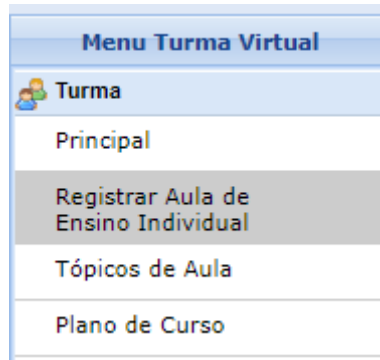 Menu Turma Virtual
Turma
Principal
Registrar Aula de
Ensino Individual
Tópicos de Aula
Plano de Curso